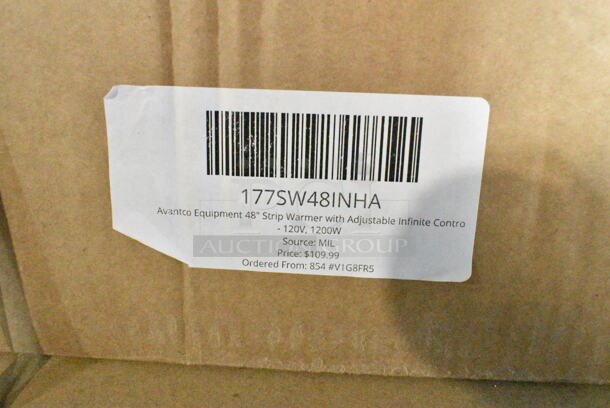 177SW48INHA
Avantco Equipment 48" Strip Warmer with Adjustable Infinite Contro
- 120V, 1200W
Source: MIL
Price: $109.99
Ordered From: 854 #V1G8FR5
AUCTION GROUP